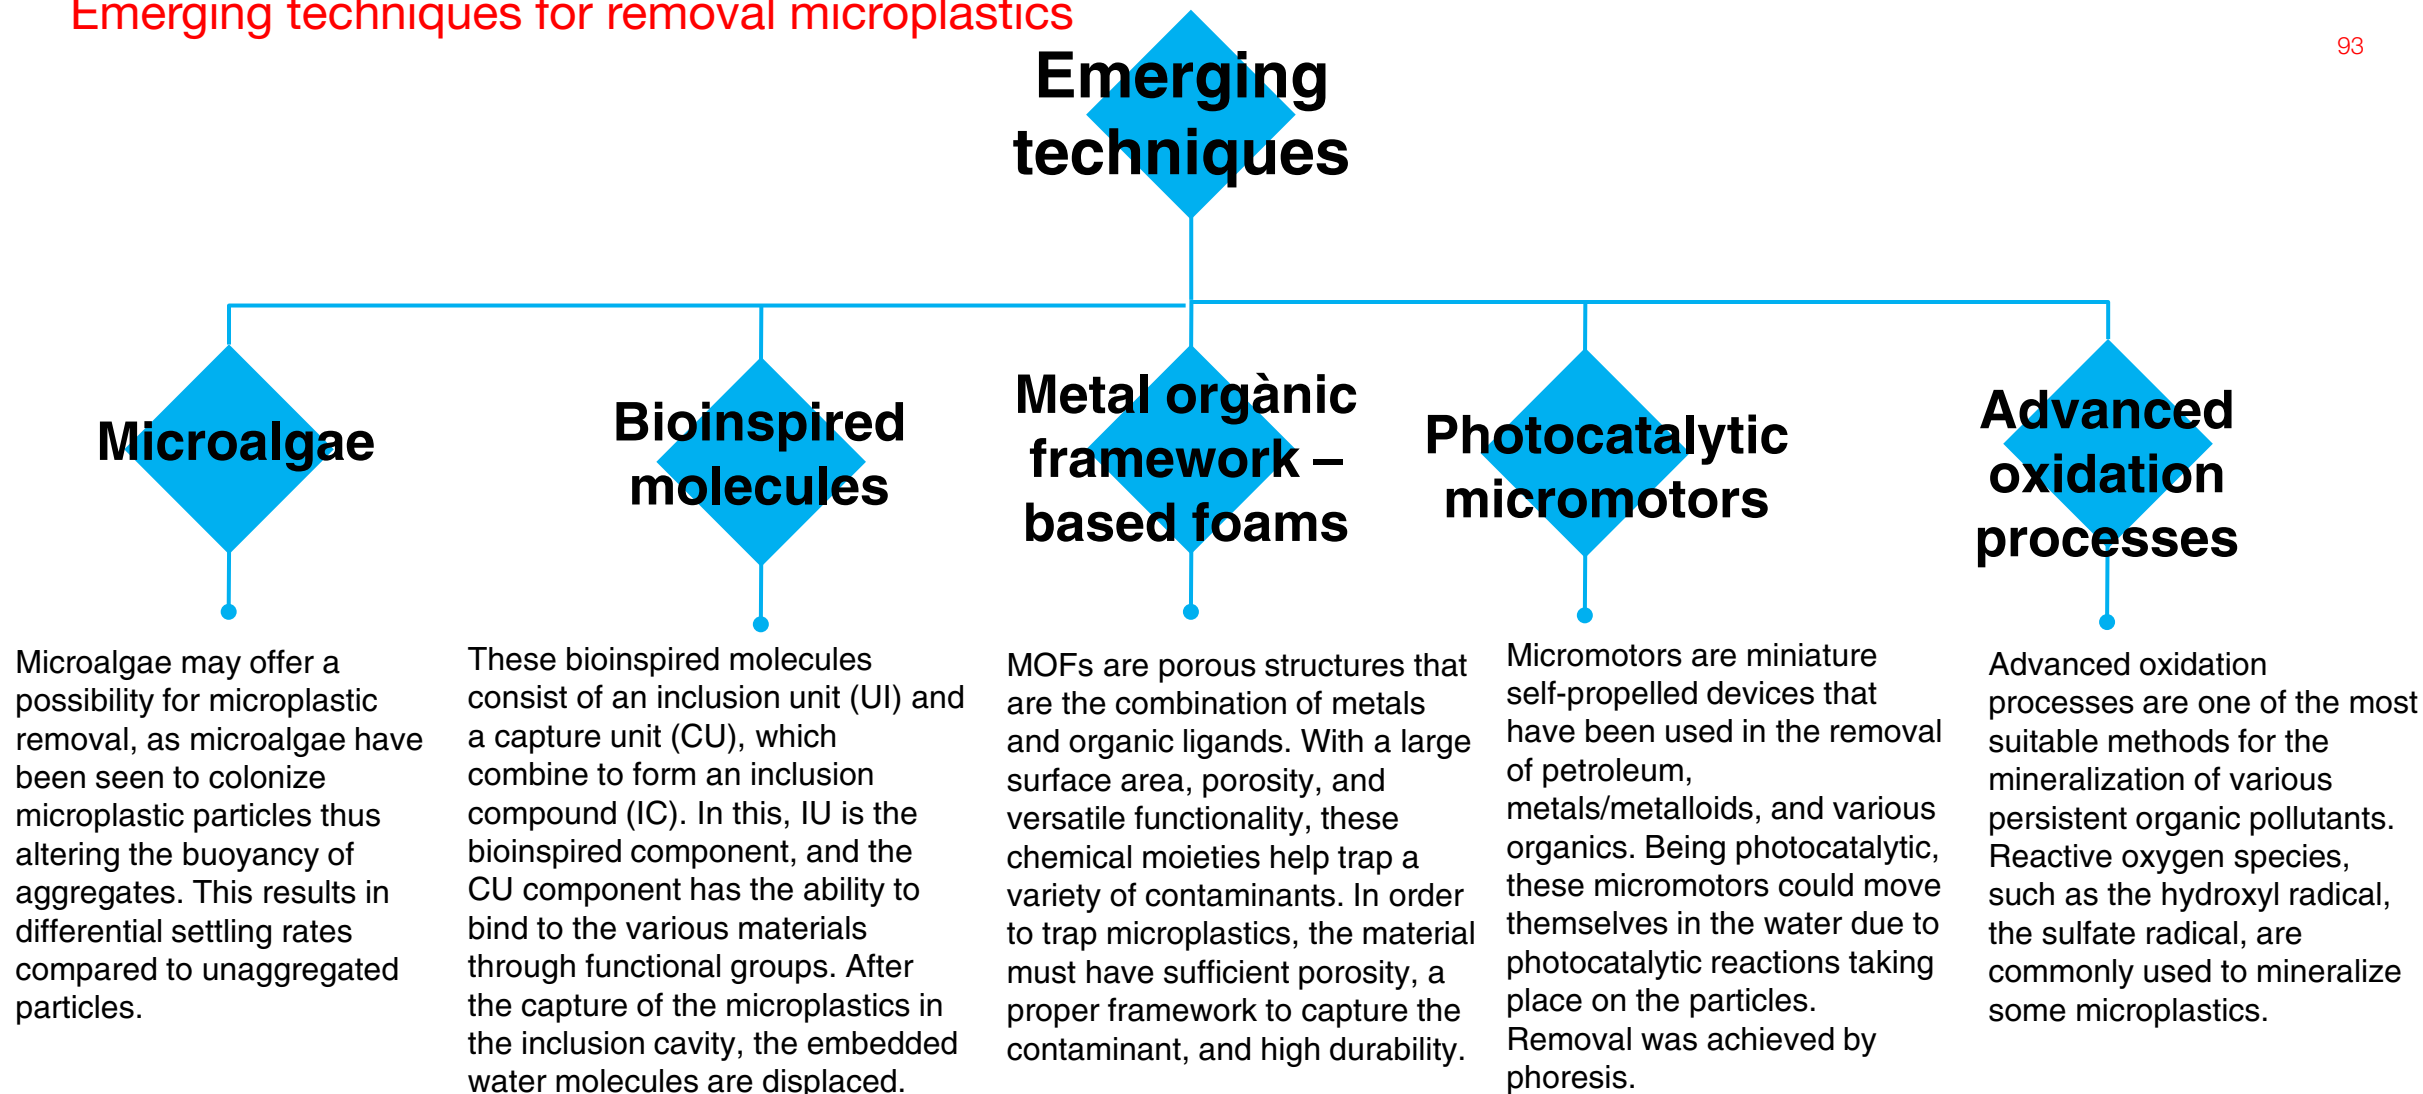 Emerging techniques for removal microplastics
93
Emerging
techniques
Microalgae
Bioinspired
molecules
Metal orgànic
framework –
based foams
Photocatalytic
micromotors
Advanced
oxidation
processes
Microalgae may offer a
possibility for microplastic
removal, as microalgae have
been seen to colonize
microplastic particles thus
altering the buoyancy of
aggregates. This results in
differential settling rates
compared to unaggregated
particles.
These bioinspired molecules
consist of an inclusion unit (UI) and
a capture unit (CU), which
combine to form an inclusion
compound (IC). In this, IU is the
bioinspired component, and the
CU component has the ability to
bind to the various materials
through functional groups. After
the capture of the microplastics in
the inclusion cavity, the embedded
water molecules are displaced.
MOFs are porous structures that
are the combination of metals
and organic ligands. With a large
surface area, porosity, and
versatile functionality, these
chemical moieties help trap a
variety of contaminants. In order
to trap microplastics, the material
must have sufficient porosity, a
proper framework to capture the
contaminant, and high durability.
Micromotors are miniature
self-propelled devices that
have been used in the removal
of petroleum,
metals/metalloids, and various
organics. Being photocatalytic,
these micromotors could move
themselves in the water due to
photocatalytic reactions taking
place on the particles.
Removal was achieved by
phoresis.
Advanced oxidation
processes are one of the most
suitable methods for the
mineralization of various
persistent organic pollutants.
Reactive oxygen species,
such as the hydroxyl radical,
the sulfate radical, are
commonly used to mineralize
some microplastics.